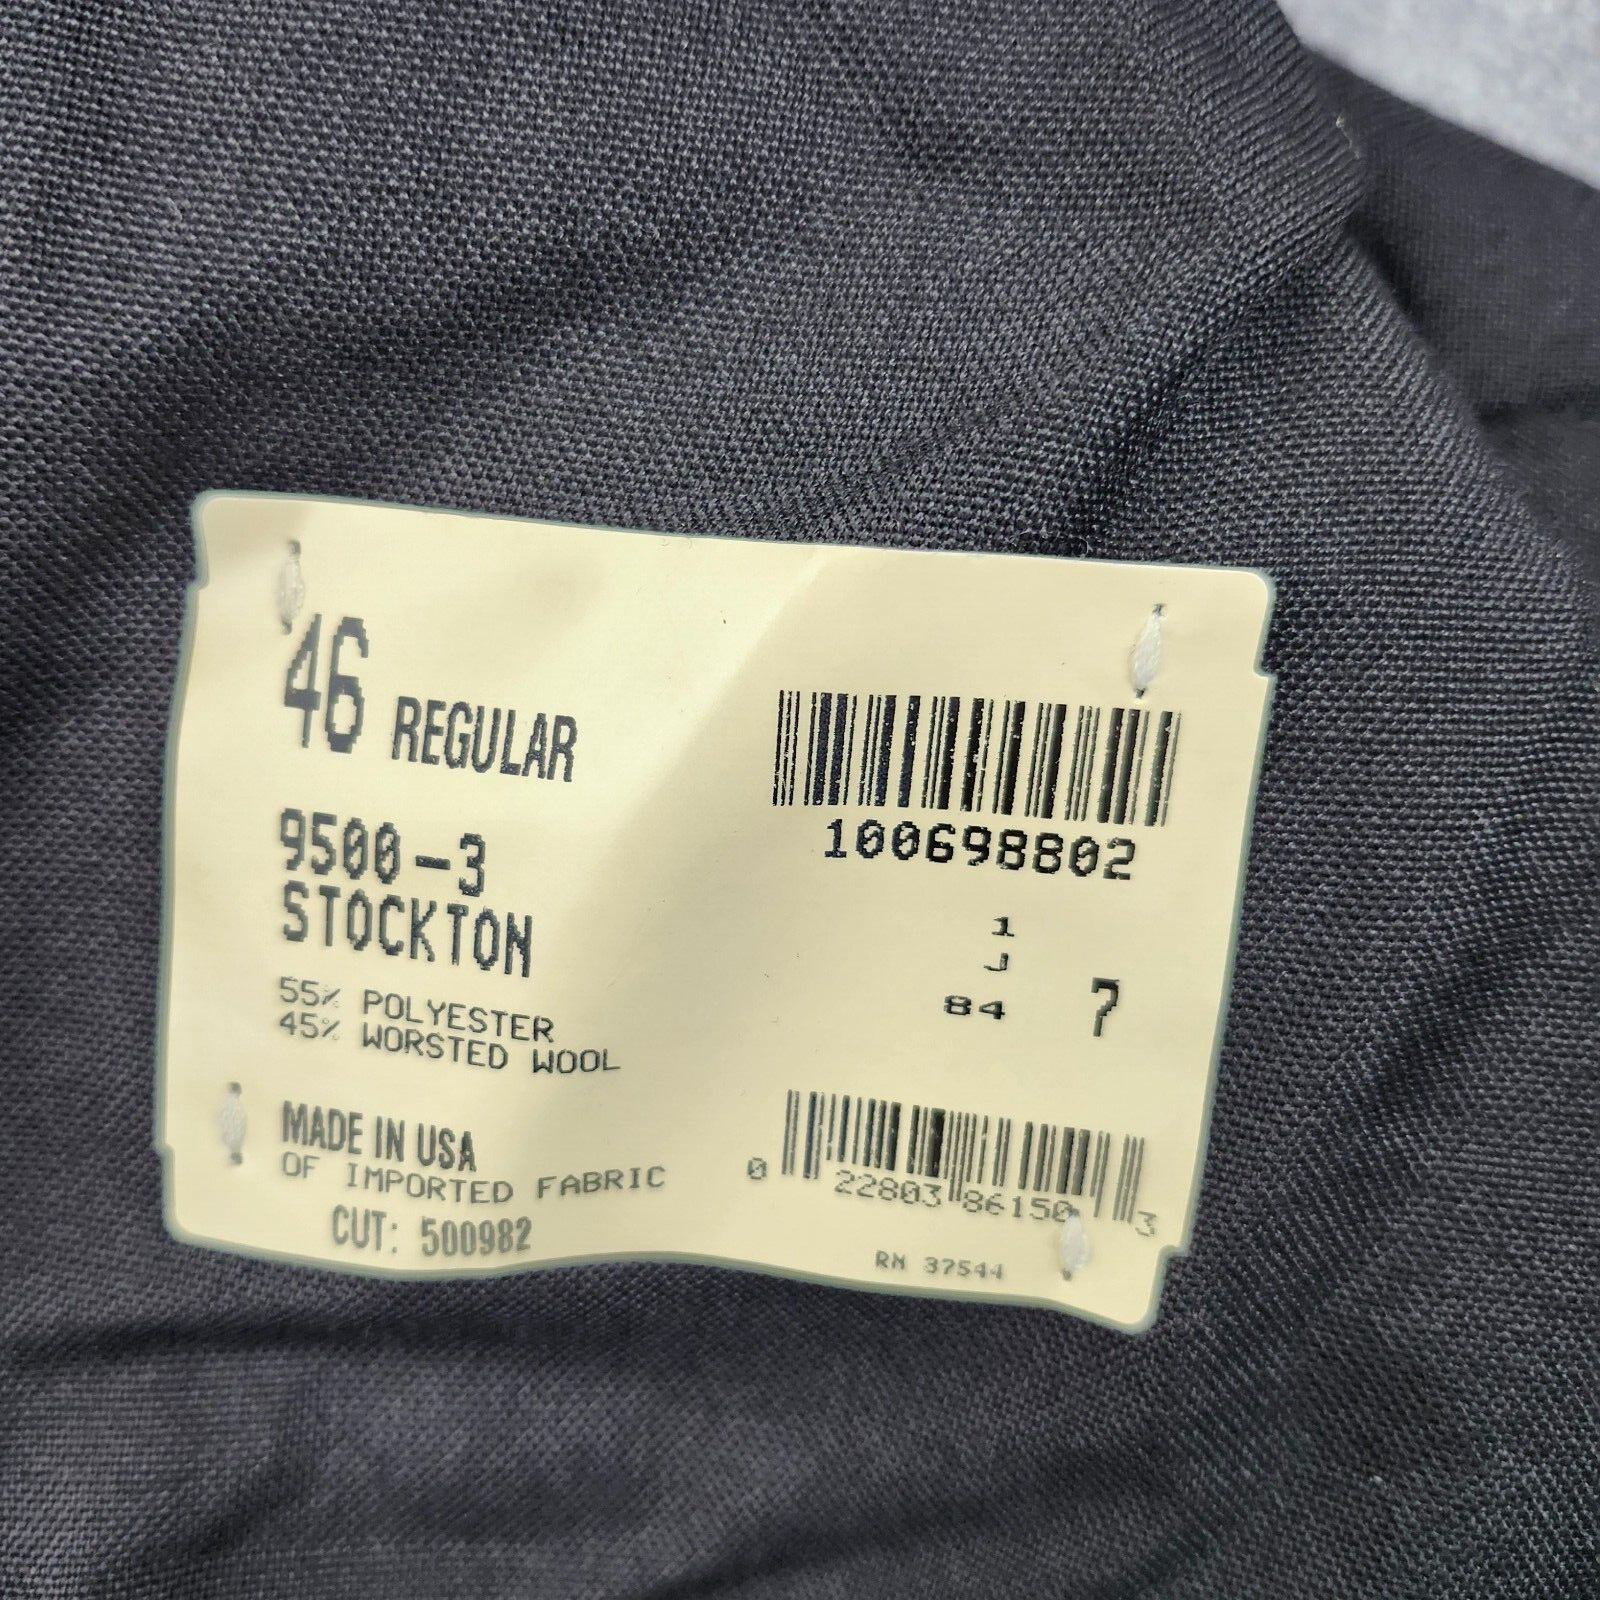 46 REGULAR
9500-3
STOCKTON
55% POLYESTER
45% WORSTED WOOL
MADE IN USA
OF IMPORTED FABRIC
CUT: 500982
100698802
1
J
84 7
0 22803 86150 3
RN 37544